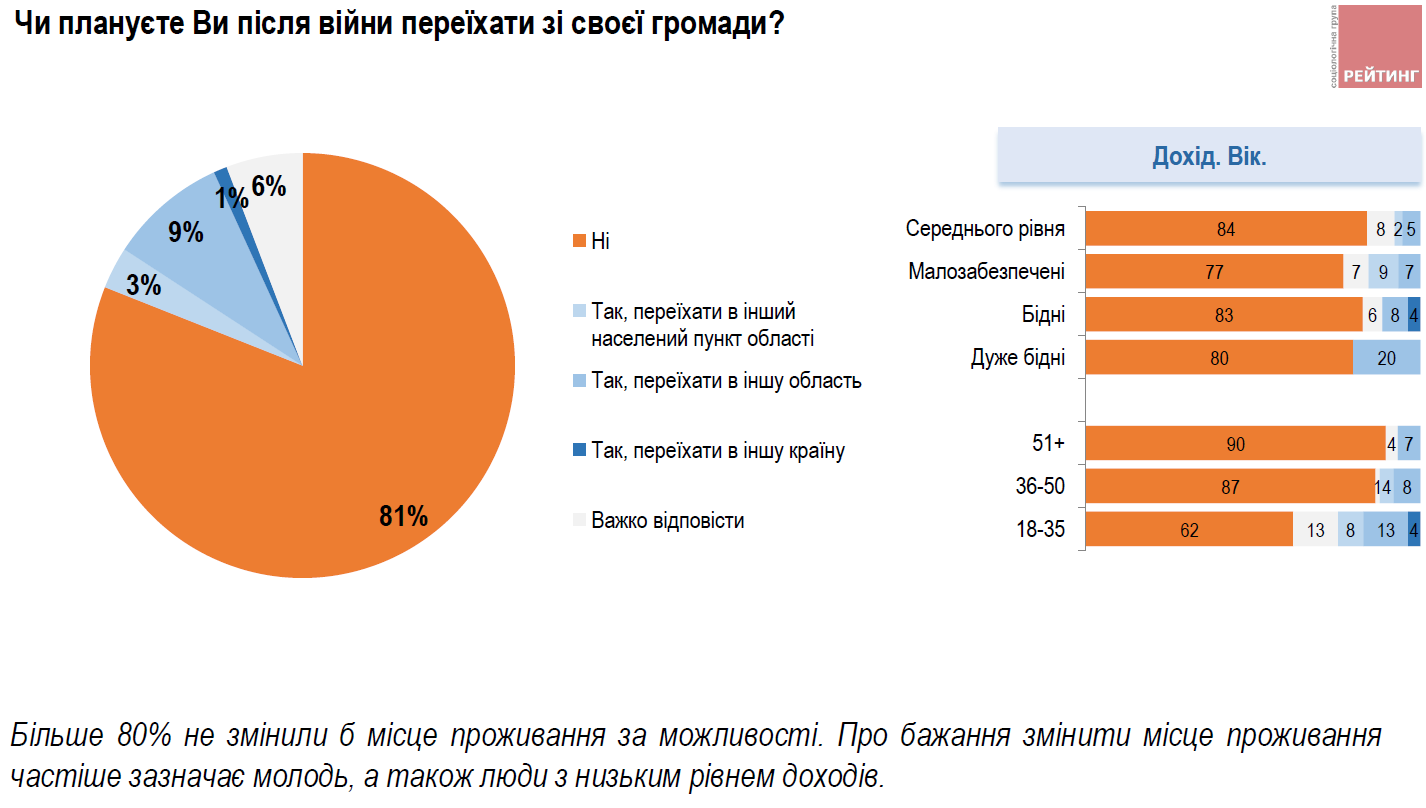 Чи плануєте Ви після війни переїхати зі своєї громади?
соціологічна група
РЕЙТИНГ
81%
3%
9%
1%
6%
Ні
Так, переїхати в інший
населений пункт області
Так, переїхати в іншу область
Так, переїхати в іншу країну
Важко відповісти
Дохід. Вік.
Середнього рівня 84 8 2 5
Малозабезпечені 77 7 9 7
Бідні 83 6 8 4
Дуже бідні 80 20
51+ 90 4 7
36-50 87 1 4 8
18-35 62 13 8 13 4
Більше 80% не змінили б місце проживання за можливості. Про бажання змінити місце проживання
частіше зазначає молодь, а також люди з низьким рівнем доходів.